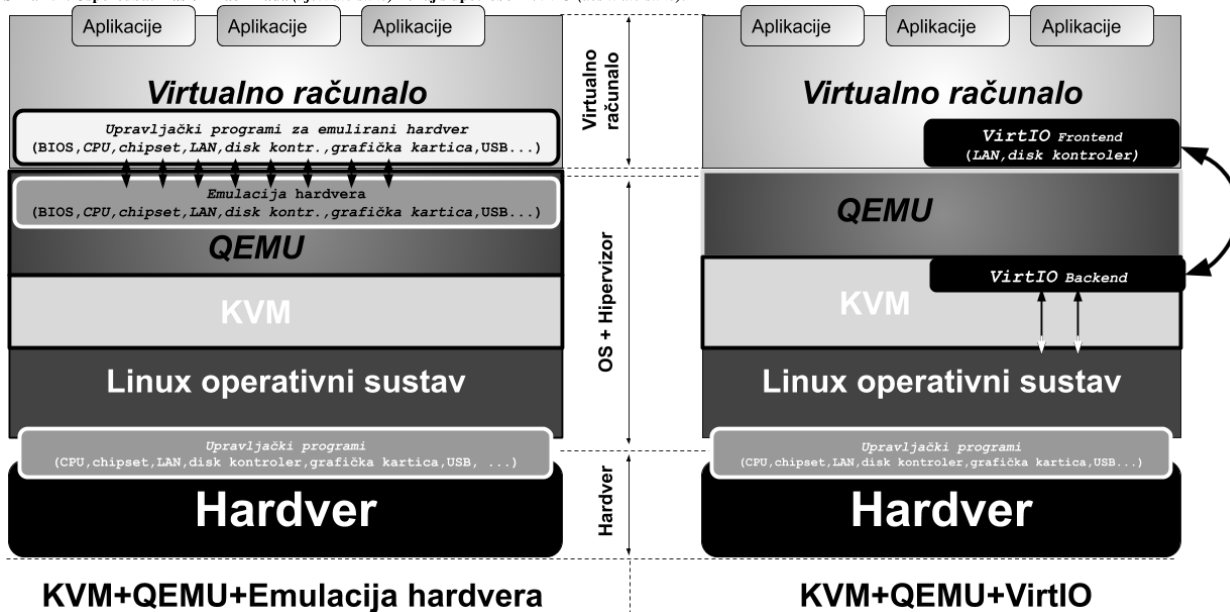 Aplikacije Aplikacije Aplikacije
Virtualno računalo
Upravljački programi za emulirani hardver
(BIOS,CPU,chipset,LAN,disk kontr.,grafička kartica,USB...)
Emulacija hardvera
(BIOS,CPU,chipset,LAN,disk kontr.,grafička kartica,USB...)
QEMU
KVM
Linux operativni sustav
Upravljački programi
(CPU,chipset,LAN,disk kontroler,grafička kartica,USB, ...)
Hardver
KVM+QEMU+Emulacija hardvera
Virtualno
računalo
OS + Hipervizor
Hardver
Aplikacije Aplikacije Aplikacije
Virtualno računalo
VirtIO Frontend
(LAN,disk kontroler)
QEMU
VirtIO Backend
KVM
Linux operativni sustav
Upravljački programi
(CPU,chipset,LAN,disk kontroler,grafička kartica,USB...)
Hardver
KVM+QEMU+VirtIO